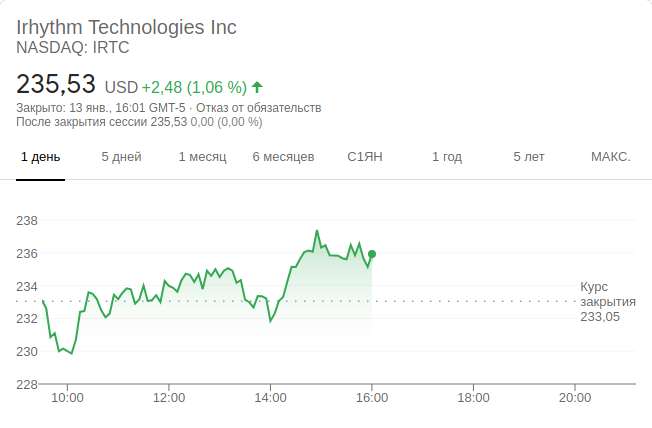 Irhythm Technologies Inc
NASDAQ: IRTC
235,53 USD +2,48 (1,06 %)
Закрыто: 13 янв., 16:01 GMT-5 · Отказ от обязательств
После закрытия сессии 235,53 0,00 (0,00 %)
1 день 5 дней 1 месяц 6 месяцев С1ЯН 1 год 5 лет МАКС.
238
236
234
Курс
закрытия
233,05
232
230
228
10:00 12:00 14:00 16:00 18:00 20:00